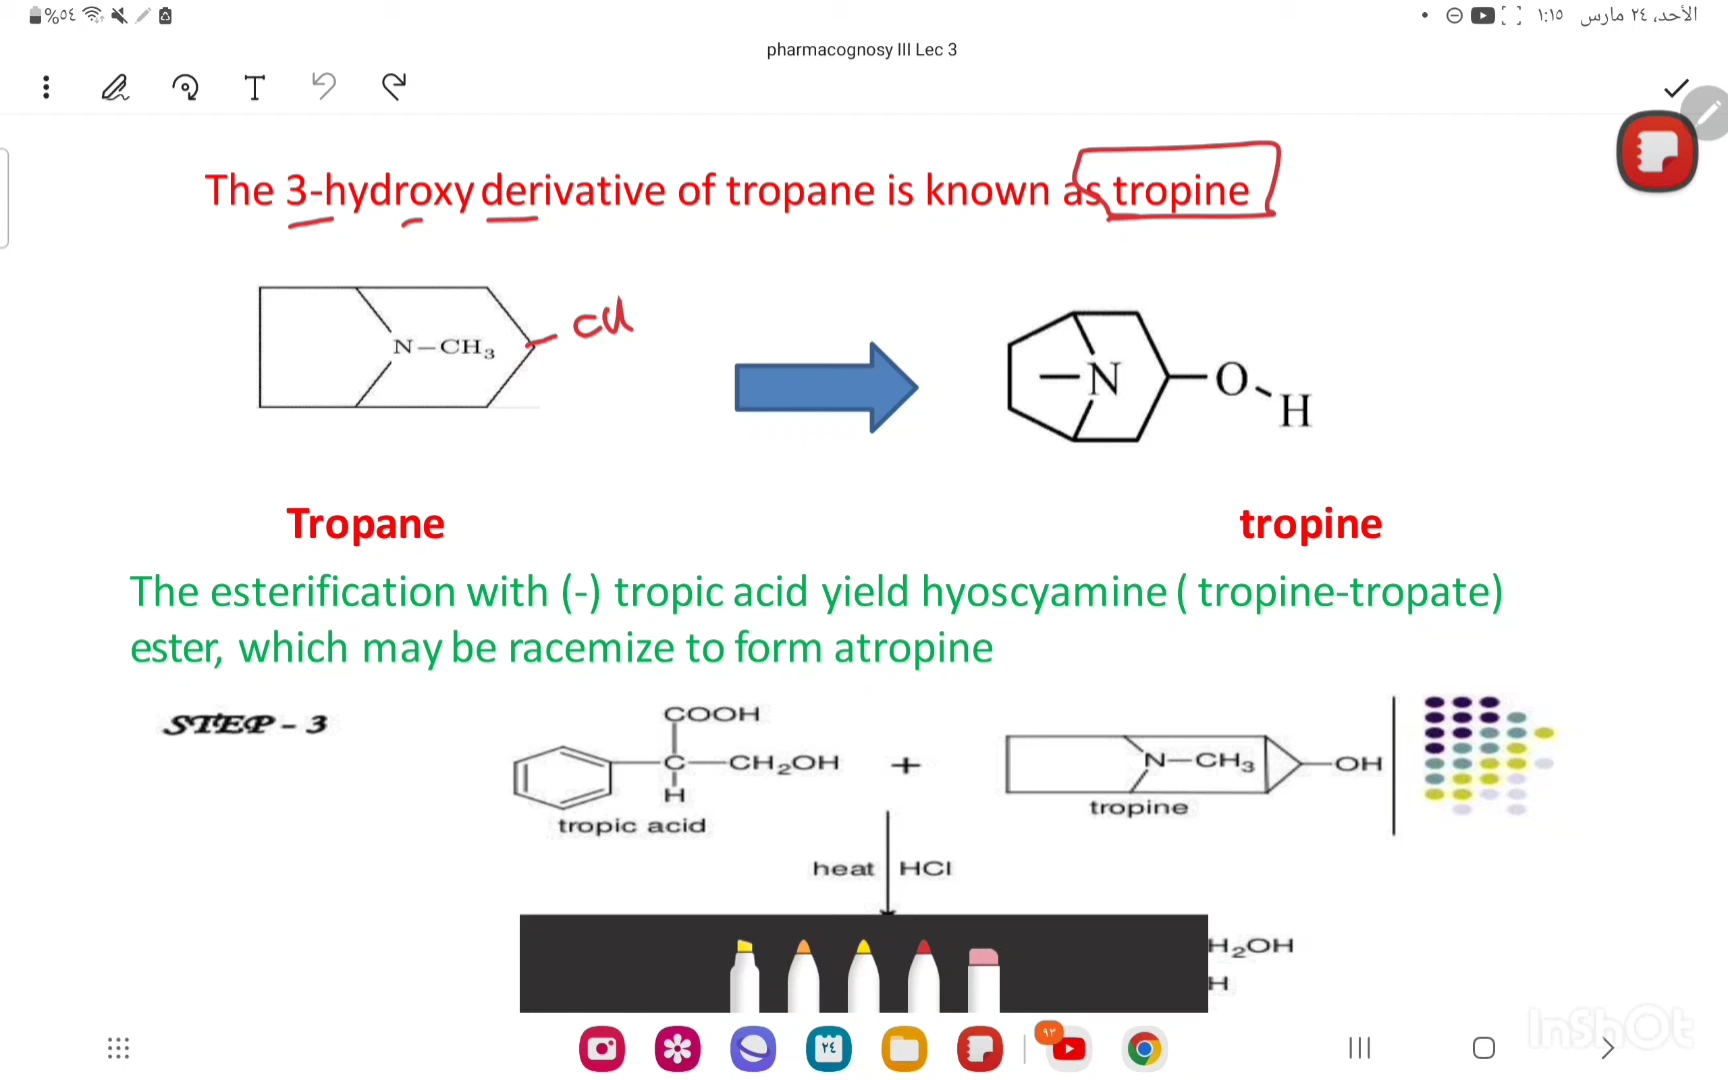 %٥٤
١:١٥ الأحد، ٢٤ مارس
pharmacognosy III Lec 3
T
The 3-hydroxy derivative of tropane is known as tropine
N-CH3
N
O
H
Tropane
tropine
The esterification with (-) tropic acid yield hyoscyamine ( tropine-tropate)
ester, which may be racemize to form atropine
STEP - 3
COOH
C-CH2OH
H
tropic acid
+
N-CH3
OH
tropine
heat
HCl
H2OH
H
٢٤
٩٢
InShOt